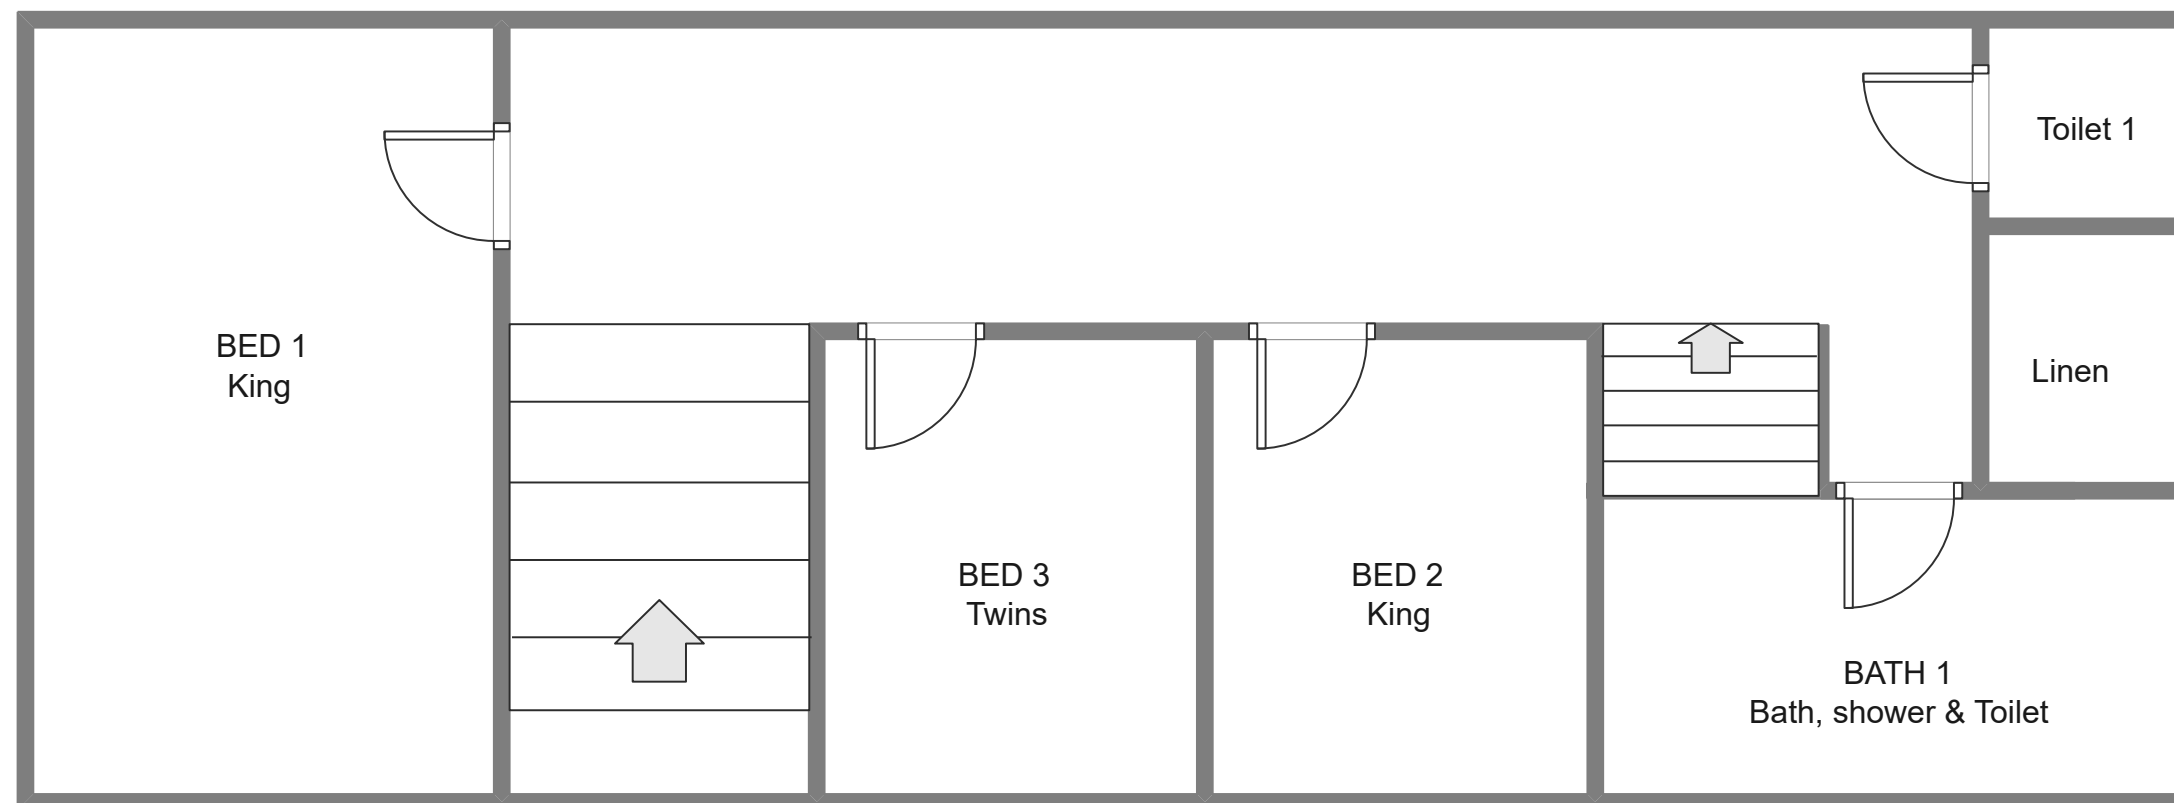 Toilet 1
BED 1
King
Linen
BED 3
Twins
BED 2
King
BATH 1
Bath, shower & Toilet